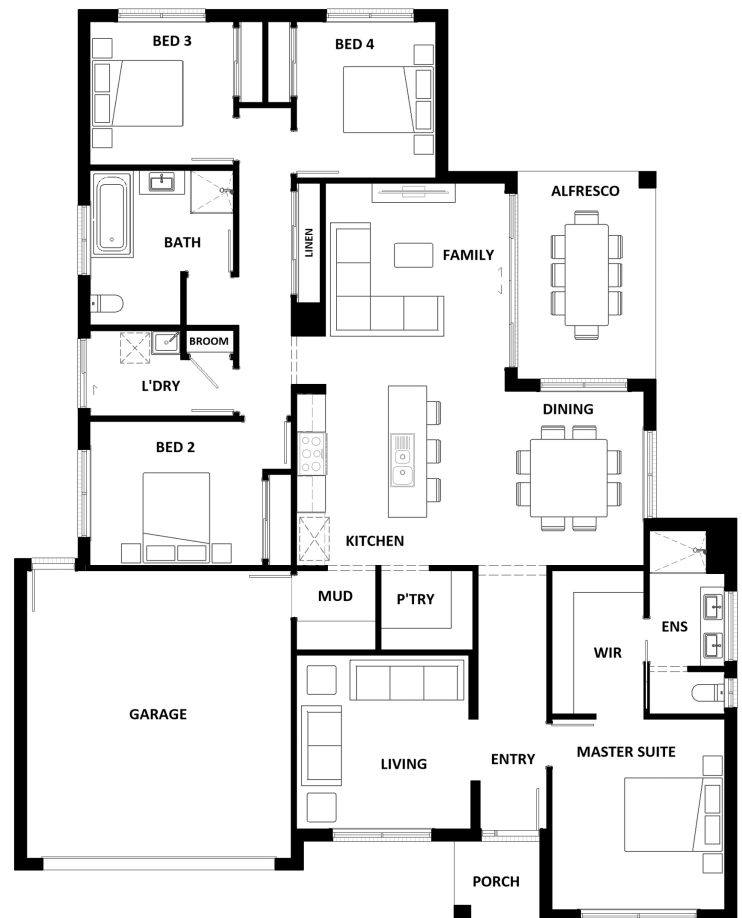 BED 3
BED 4
ALFRESCO
BATH
LINEN
FAMILY
BROOM
L'DRY
DINING
BED 2
KITCHEN
MUD
P'TRY
ENS
WIR
GARAGE
LIVING
ENTRY
MASTER SUITE
PORCH